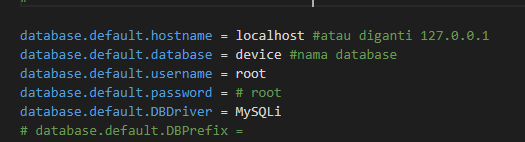 database.default.hostname = localhost #atau diganti 127.0.0.1
database.default.database = device #nama database
database.default.username = root
database.default.password = # root
database.default.DBDriver = MySQLi
# database.default.DBPrefix =